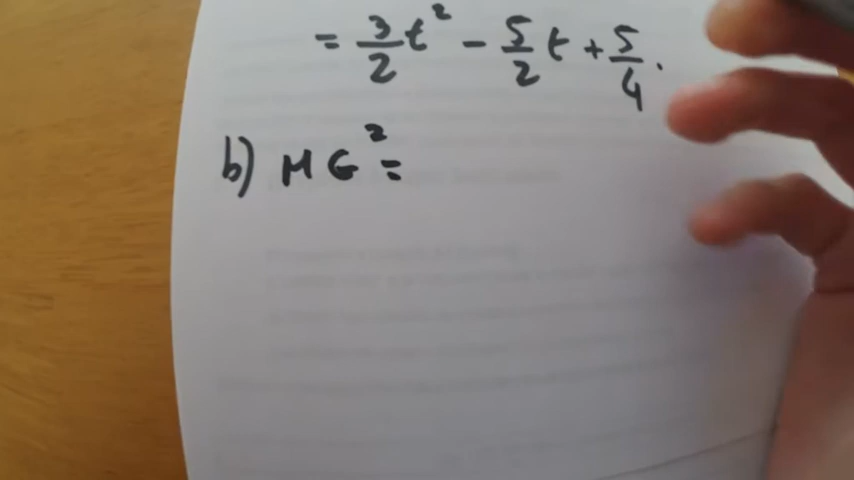 = 3/2 t² - 5/2 t + 5/4.
b) MG² =